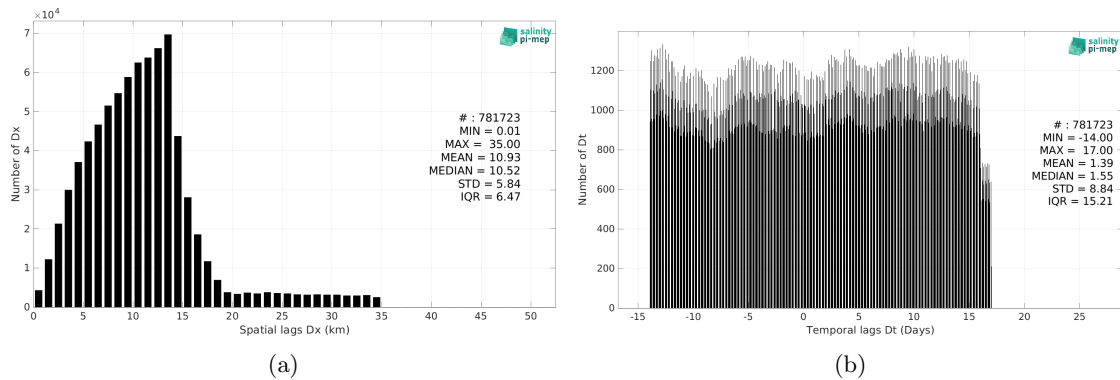 ×10⁴
7
6
5
4
3
2
1
0
Number of Dx
salinity
pi-mep
# : 781723
MIN = 0.01
MAX = 35.00
MEAN = 10.93
MEDIAN = 10.52
STD = 5.84
IQR = 6.47
0 5 10 15 20 25 30 35 40 45 50
Spatial lags Dx (km)
(a)
1200
1000
800
600
400
200
0
Number of Dt
salinity
pi-mep
# : 781723
MIN = -14.00
MAX = 17.00
MEAN = 1.39
MEDIAN = 1.55
STD = 8.84
IQR = 15.21
-15 -10 -5 0 5 10 15 20 25
Temporal lags Dt (Days)
(b)